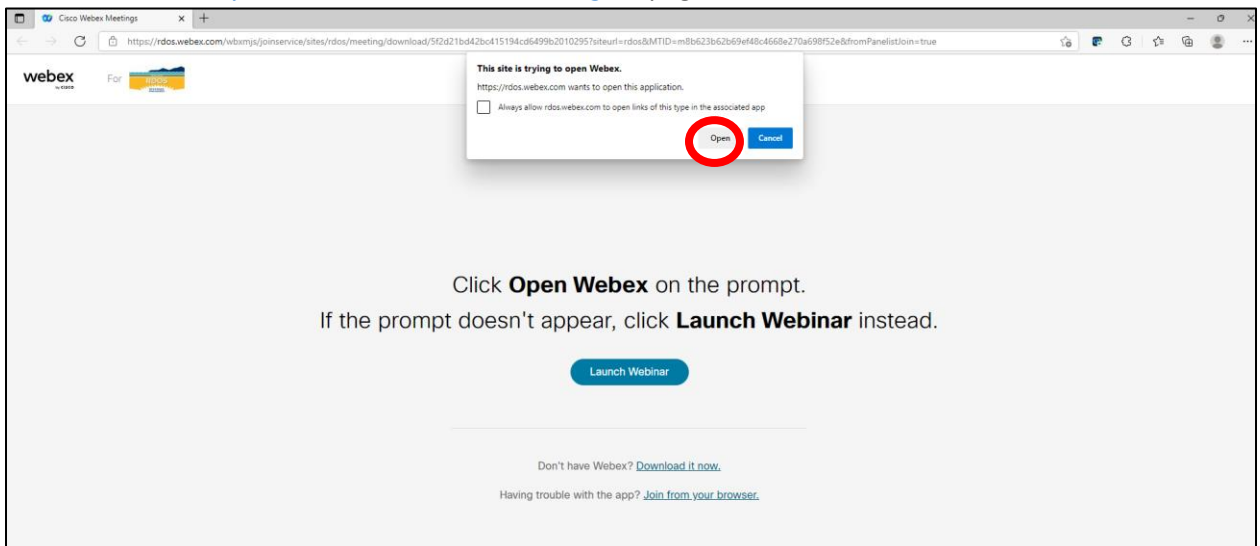 Cisco Webex Meetings
https://rdos.webex.com/wbxmjs/joinservice/sites/rdos/meeting/download/5f2d21bd42bc415194cd6499b2010295?siteurl=rdos&MTID=m8b623b62b69ef48c4668e270a698f52e&fromPanelistJoin=true
webex
by CISCO
For
RDOS
This site is trying to open Webex.
https://rdos.webex.com wants to open this application.
Always allow rdos.webex.com to open links of this type in the associated app
Open
Cancel
Click Open Webex on the prompt.
If the prompt doesn't appear, click Launch Webinar instead.
Launch Webinar
Don't have Webex? Download it now.
Having trouble with the app? Join from your browser.